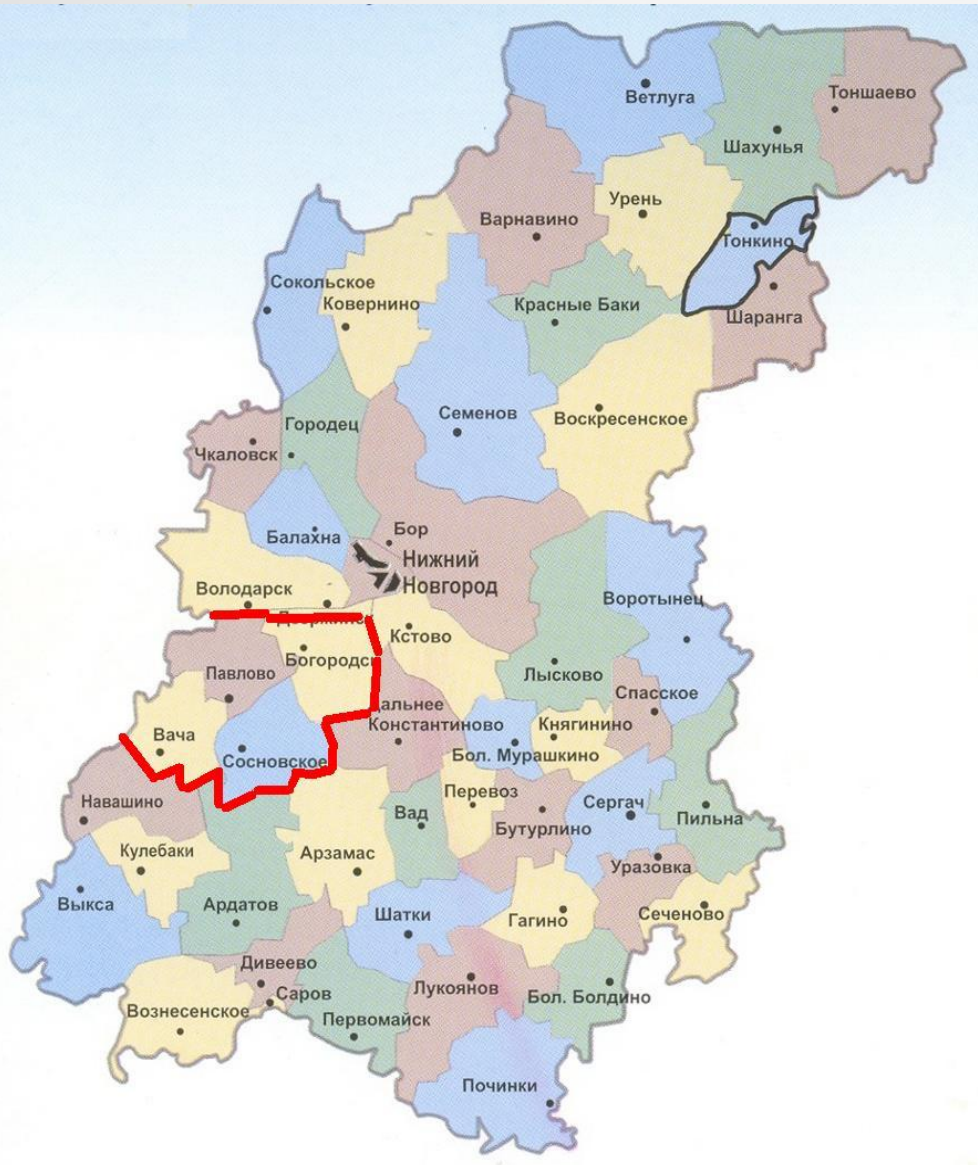 Ветлуга
Тоншаево
Шахунья
Урень
Варнавино
Тонкино
Сокольское
Ковернино
Красные Баки
Шаранга
Семенов
Воскресенское
Городец
Чкаловск
Балахна
Бор
Нижний
Новгород
Володарск
Воротынец
Кстово
Богородск
Павлово
Лысково
Спасское
Дальнее
Константиново
Княгинино
Вача
Бол. Мурашкино
Сосновское
Навашино
Перевоз
Сергач
Вад
Бутурлино
Пильна
Кулебаки
Арзамас
Уразовка
Выкса
Ардатов
Шатки
Гагино
Сеченово
Дивеево
Саров
Лукоянов
Бол. Болдино
Вознесенское
Первомайск
Починки